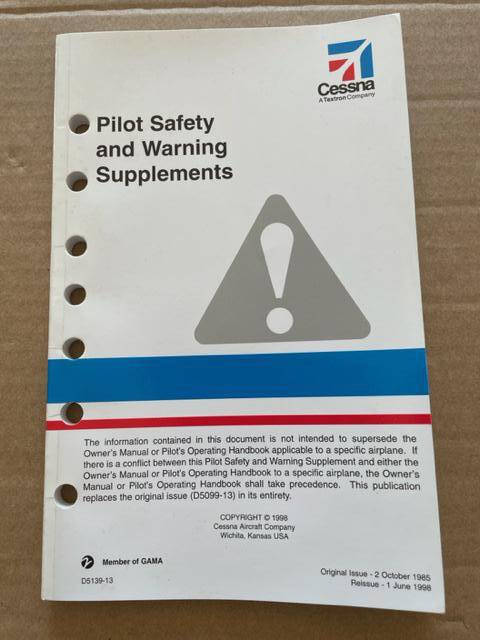 Cessna
A Textron Company
Pilot Safety
and Warning
Supplements
The information contained in this document is not intended to supersede the
Owner's Manual or Pilot's Operating Handbook applicable to a specific airplane. If
there is a conflict between this Pilot Safety and Warning Supplement and either the
Owner's Manual or Pilot's Operating Handbook to a specific airplane, the Owner's
Manual or Pilot's Operating Handbook shall take precedence. This publication
replaces the original issue (D5099-13) in its entirety.
COPYRIGHT © 1998
Cessna Aircraft Company
Wichita, Kansas USA
Member of GAMA
D5139-13
Original Issue - 2 October 1985
Reissue - 1 June 1998